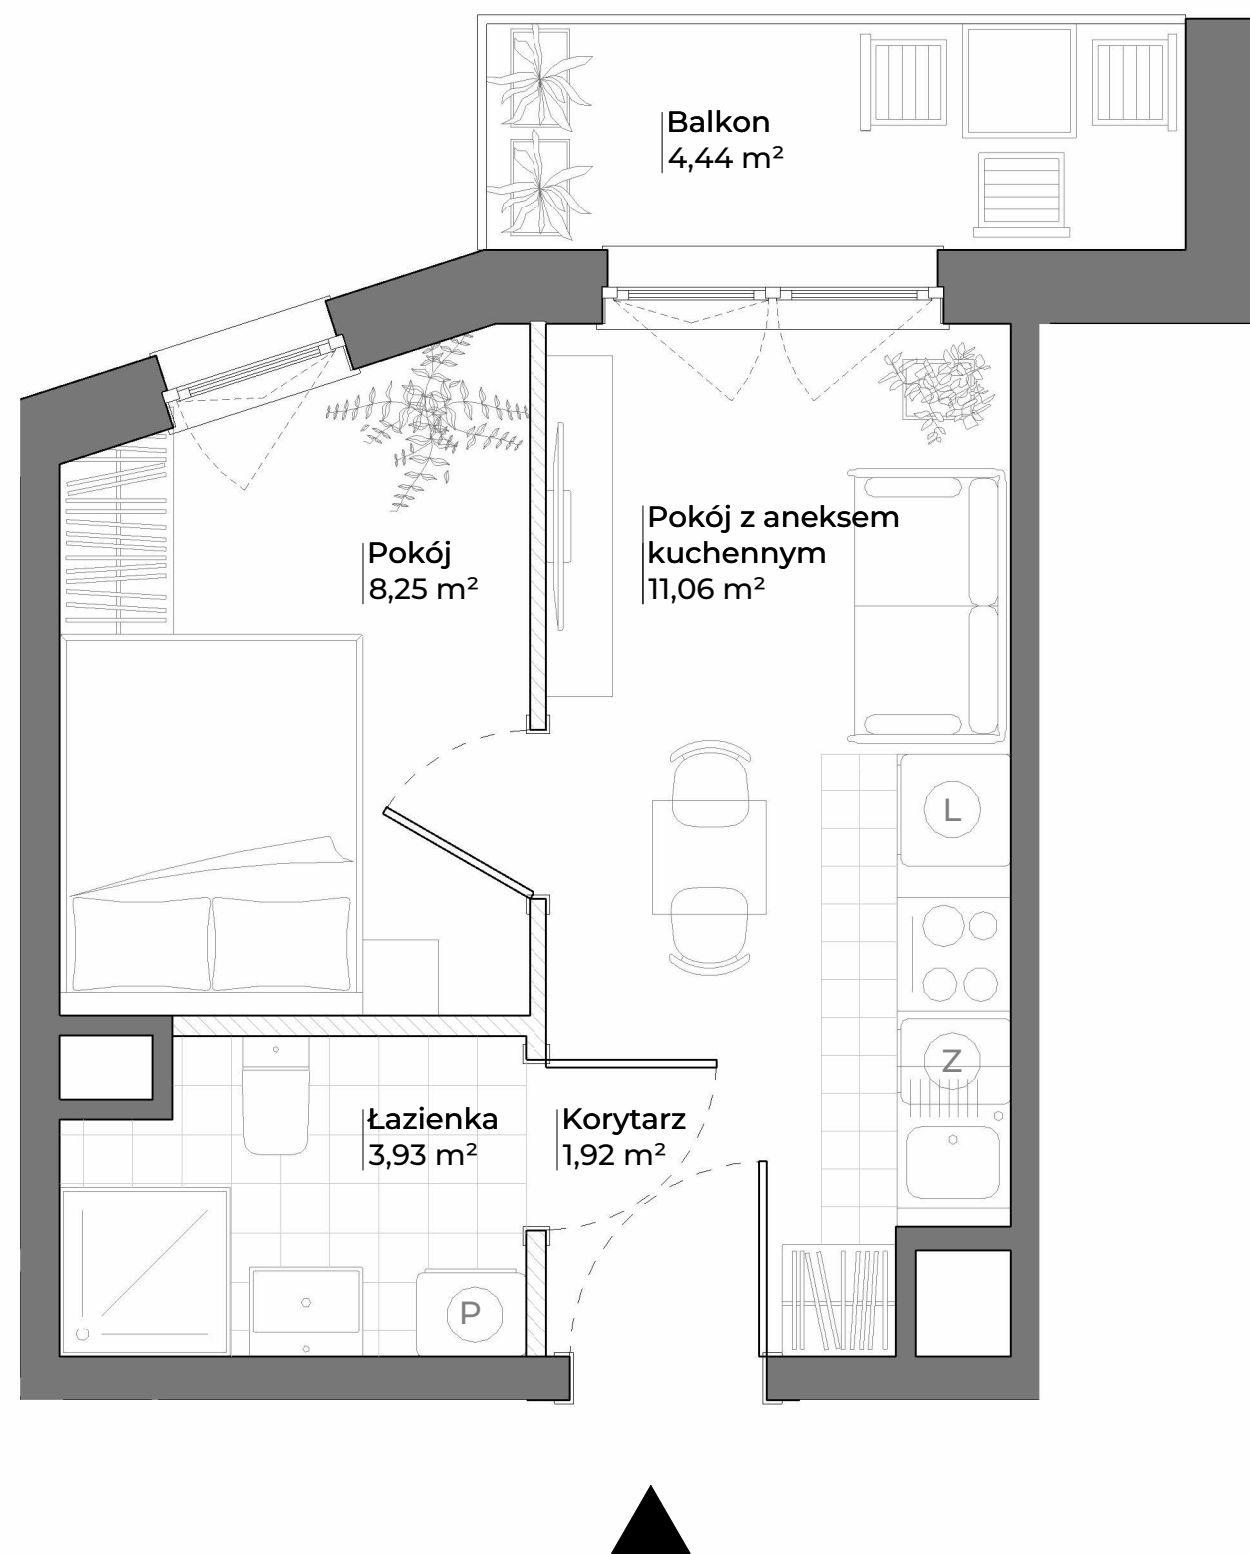 Balkon
4,44 m²
Pokój z aneksem
kuchennym
11,06 m²
Pokój
8,25 m²
L
Z
Łazienka
3,93 m²
Korytarz
1,92 m²
P